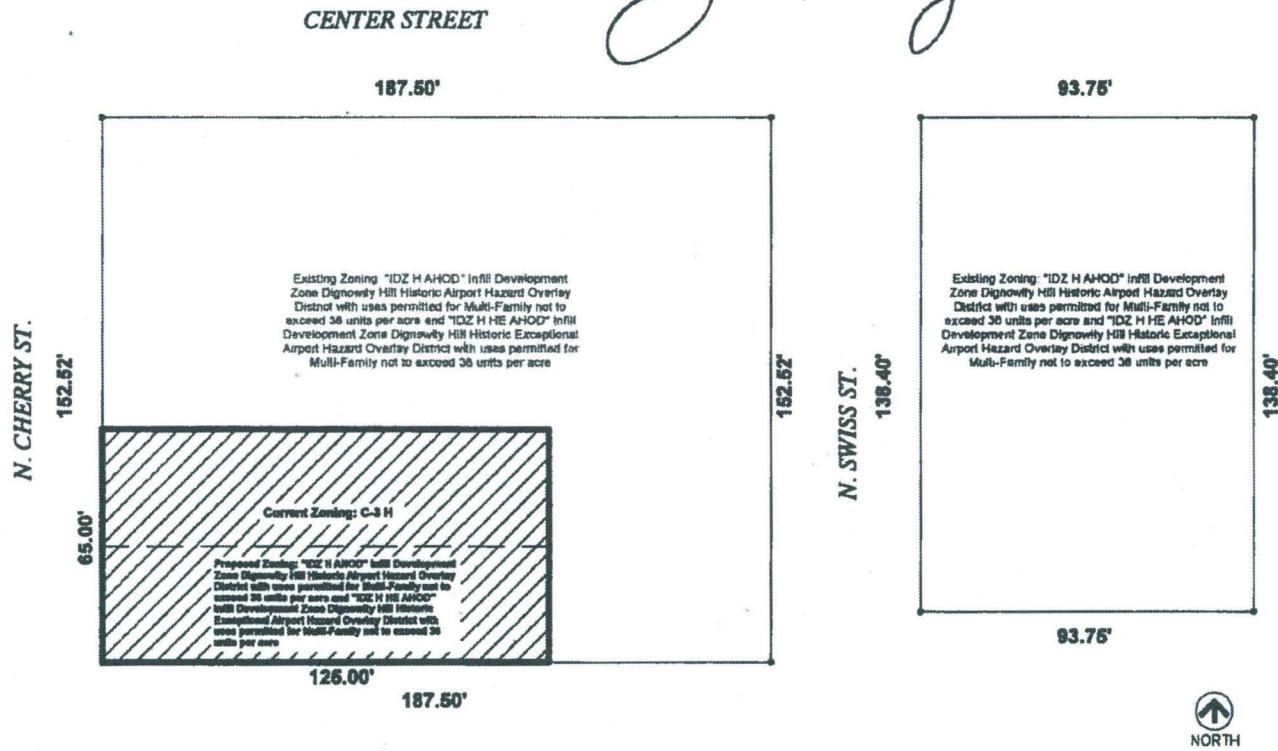 CENTER STREET
187.50'
93.75'
N. CHERRY ST.
152.52'
Existing Zoning "IDZ H AHOD" Infill Development
Zone Dignowity Hill Historic Airport Hazard Overlay
District with uses permitted for Multi-Family not to
exceed 38 units per acre and "IDZ H HE AHOD" Infill
Development Zone Dignowity Hill Historic Exceptional
Airport Hazard Overlay District with uses permitted for
Multi-Family not to exceed 38 units per acre
152.52'
N. SWISS ST.
138.40'
Existing Zoning: "IDZ H AHOD" Infill Development
Zone Dignowity Hill Historic Airport Hazard Overlay
District with uses permitted for Multi-Family not to
exceed 38 units per acre and "IDZ H HE AHOD" Infill
Development Zone Dignowity Hill Historic Exceptional
Airport Hazard Overlay District with uses permitted for
Multi-Family not to exceed 38 units per acre
138.40'
65.00'
Current Zoning: C-3 H
Proposed Zoning: "IDZ H AHOD" Infill Development
Zone Dignowity Hill Historic Airport Hazard Overlay
District with uses permitted for Multi-Family not to
exceed 38 units per acre and "IDZ H HE AHOD"
Infill Development Zone Dignowity Hill Historic
Exceptional Airport Hazard Overlay District with
uses permitted for Multi-Family not to exceed 38
units per acre
125.00'
187.50'
93.75'
NORTH